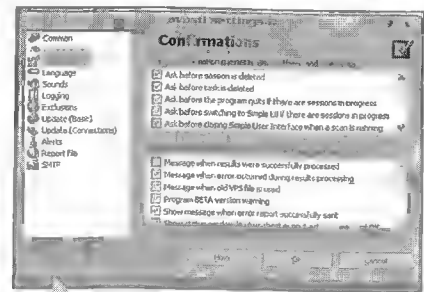 avast! settings
Common
Confirmations
Language
Sounds
Logging
Exclusions
Update (Basic)
Update (Connections)
Alerts
Report File
SMTP
Ask before session is deleted
Ask before task is deleted
Ask before the program quits if there are sessions in progress
Ask before switching to Simple UI if there are sessions in progress
Ask before closing Simple User Interface when a scan is running
Message when results were successfully processed
Message when error occurred during results processing
Message when old VPS file is used
Program BETA version warning
Show message when error report successfully sent
Cancel